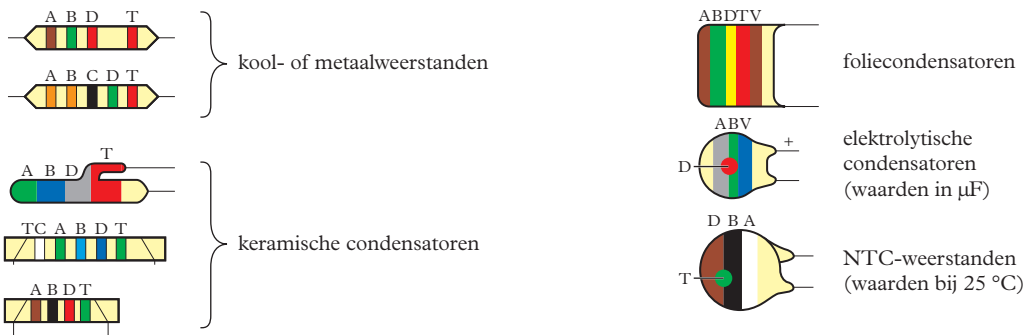 A B D T
A B C D T
kool- of metaalweerstanden
T
A B D
TC A B D T
A B D T
keramische condensatoren
ABDTV
foliecondensatoren
ABV
+
D
elektrolytische
condensatoren
(waarden in μF)
D B A
T
NTC-weerstanden
(waarden bij 25 °C)